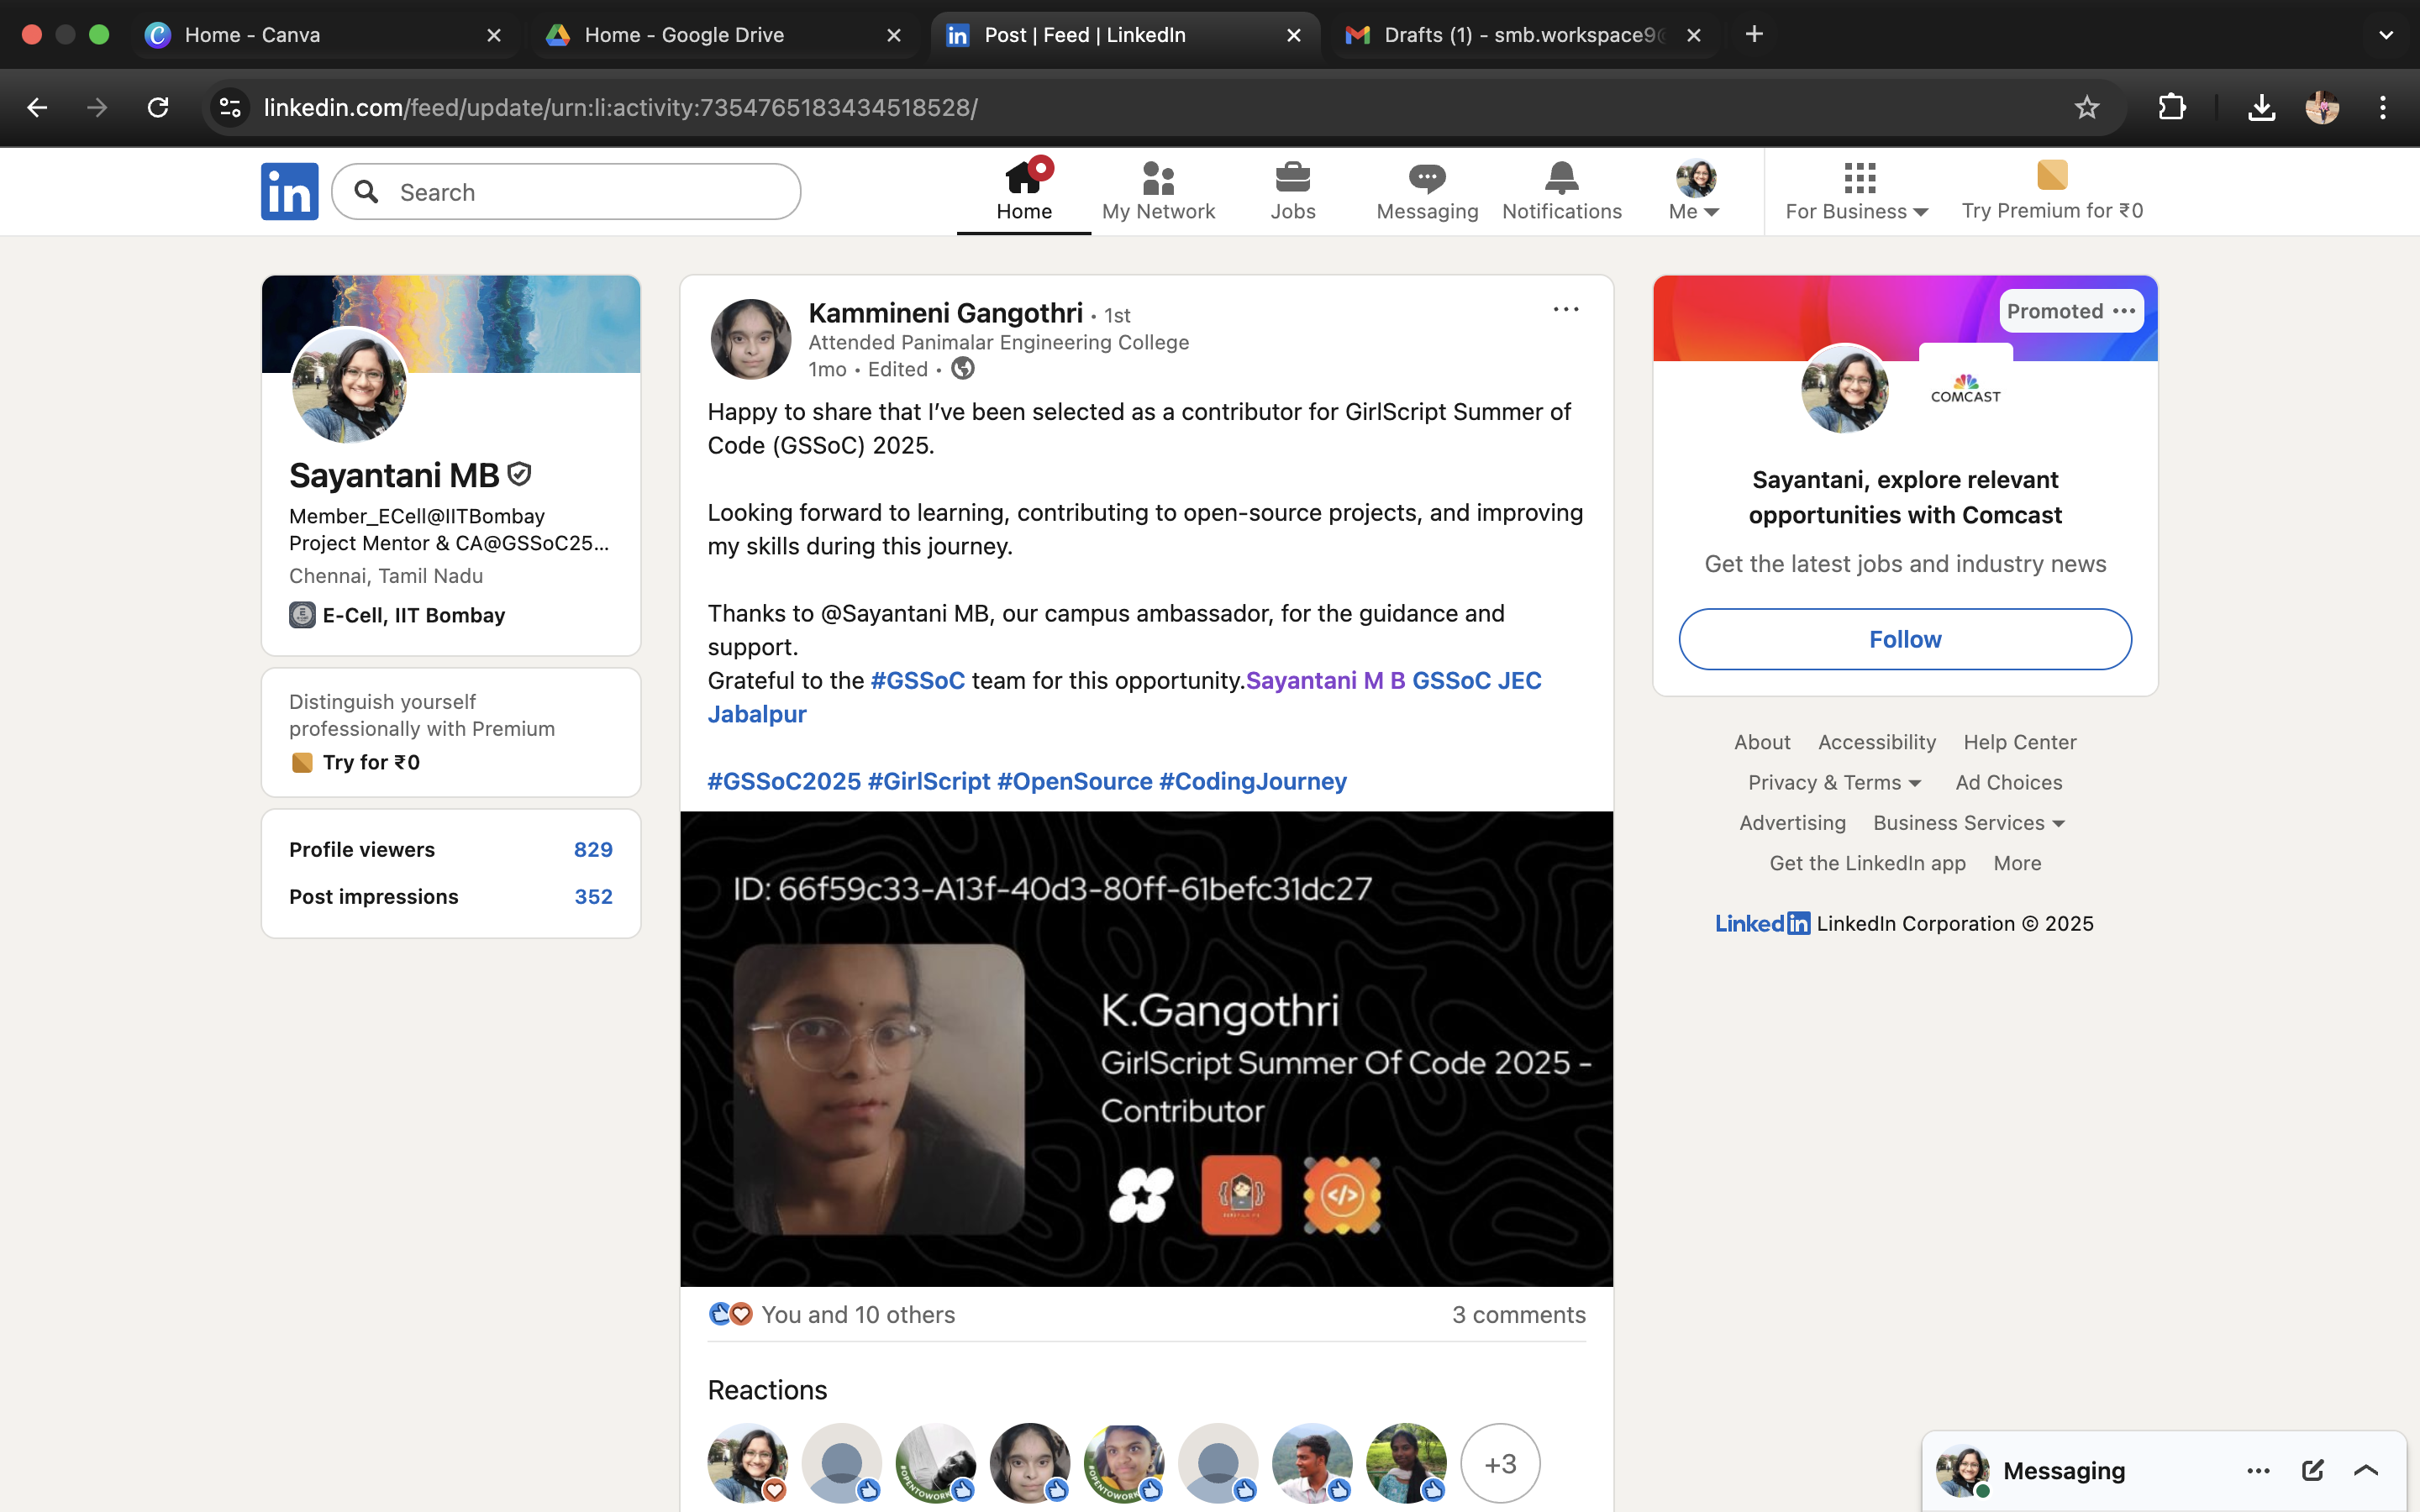 Home - Canva
Home - Google Drive
Post | Feed | LinkedIn
Drafts (1) - smb.workspace9
linkedin.com/feed/update/urn:li:activity:7354765183434518528/
in
Search
Home
My Network
Jobs
Messaging
Notifications
Me
For Business
Try Premium for ₹0
Sayantani MB
Member_ECell@IITBombay
Project Mentor & CA@GSSoC25...
Chennai, Tamil Nadu
E-Cell, IIT Bombay
Distinguish yourself
professionally with Premium
Try for ₹0
Profile viewers 829
Post impressions 352
Kammineni Gangothri • 1st
Attended Panimalar Engineering College
1mo • Edited •
Happy to share that I’ve been selected as a contributor for GirlScript Summer of
Code (GSSoC) 2025.
Looking forward to learning, contributing to open-source projects, and improving
my skills during this journey.
Thanks to @Sayantani MB, our campus ambassador, for the guidance and
support.
Grateful to the #GSSoC team for this opportunity.Sayantani M B GSSoC JEC
Jabalpur
#GSSoC2025 #GirlScript #OpenSource #CodingJourney
ID: 66f59c33-A13f-40d3-80ff-61befc31dc27
K.Gangothri
GirlScript Summer Of Code 2025 -
Contributor
You and 10 others
3 comments
Reactions
#OPENTOWORK
#OPENTOWORK
+3
Promoted
COMCAST
Sayantani, explore relevant
opportunities with Comcast
Get the latest jobs and industry news
Follow
About Accessibility Help Center
Privacy & Terms Ad Choices
Advertising Business Services
Get the LinkedIn app More
LinkedIn LinkedIn Corporation © 2025
Messaging